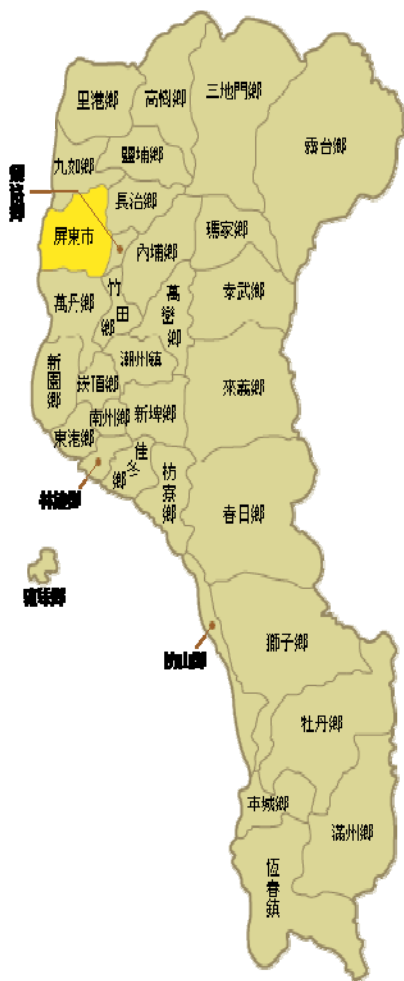 里港鄉
高樹鄉
三地門鄉
霧台鄉
九如鄉
鹽埔鄉
長治鄉
屏東市
內埔鄉
瑪家鄉
萬丹鄉
竹田鄉
萬巒鄉
泰武鄉
潮州鎮
來義鄉
新園鄉
崁頂鄉
南州鄉
新埤鄉
東港鄉
佳冬鄉
枋寮鄉
春日鄉
枋山鄉
獅子鄉
牡丹鄉
車城鄉
滿州鄉
恆春鎮